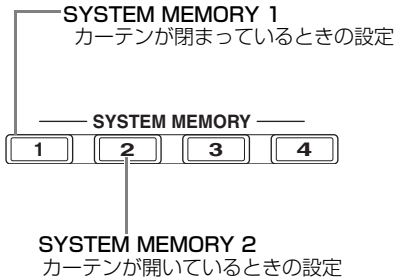 SYSTEM MEMORY 1
カーテンが閉まっているときの設定
SYSTEM MEMORY
1 2 3 4
SYSTEM MEMORY 2
カーテンが開いているときの設定